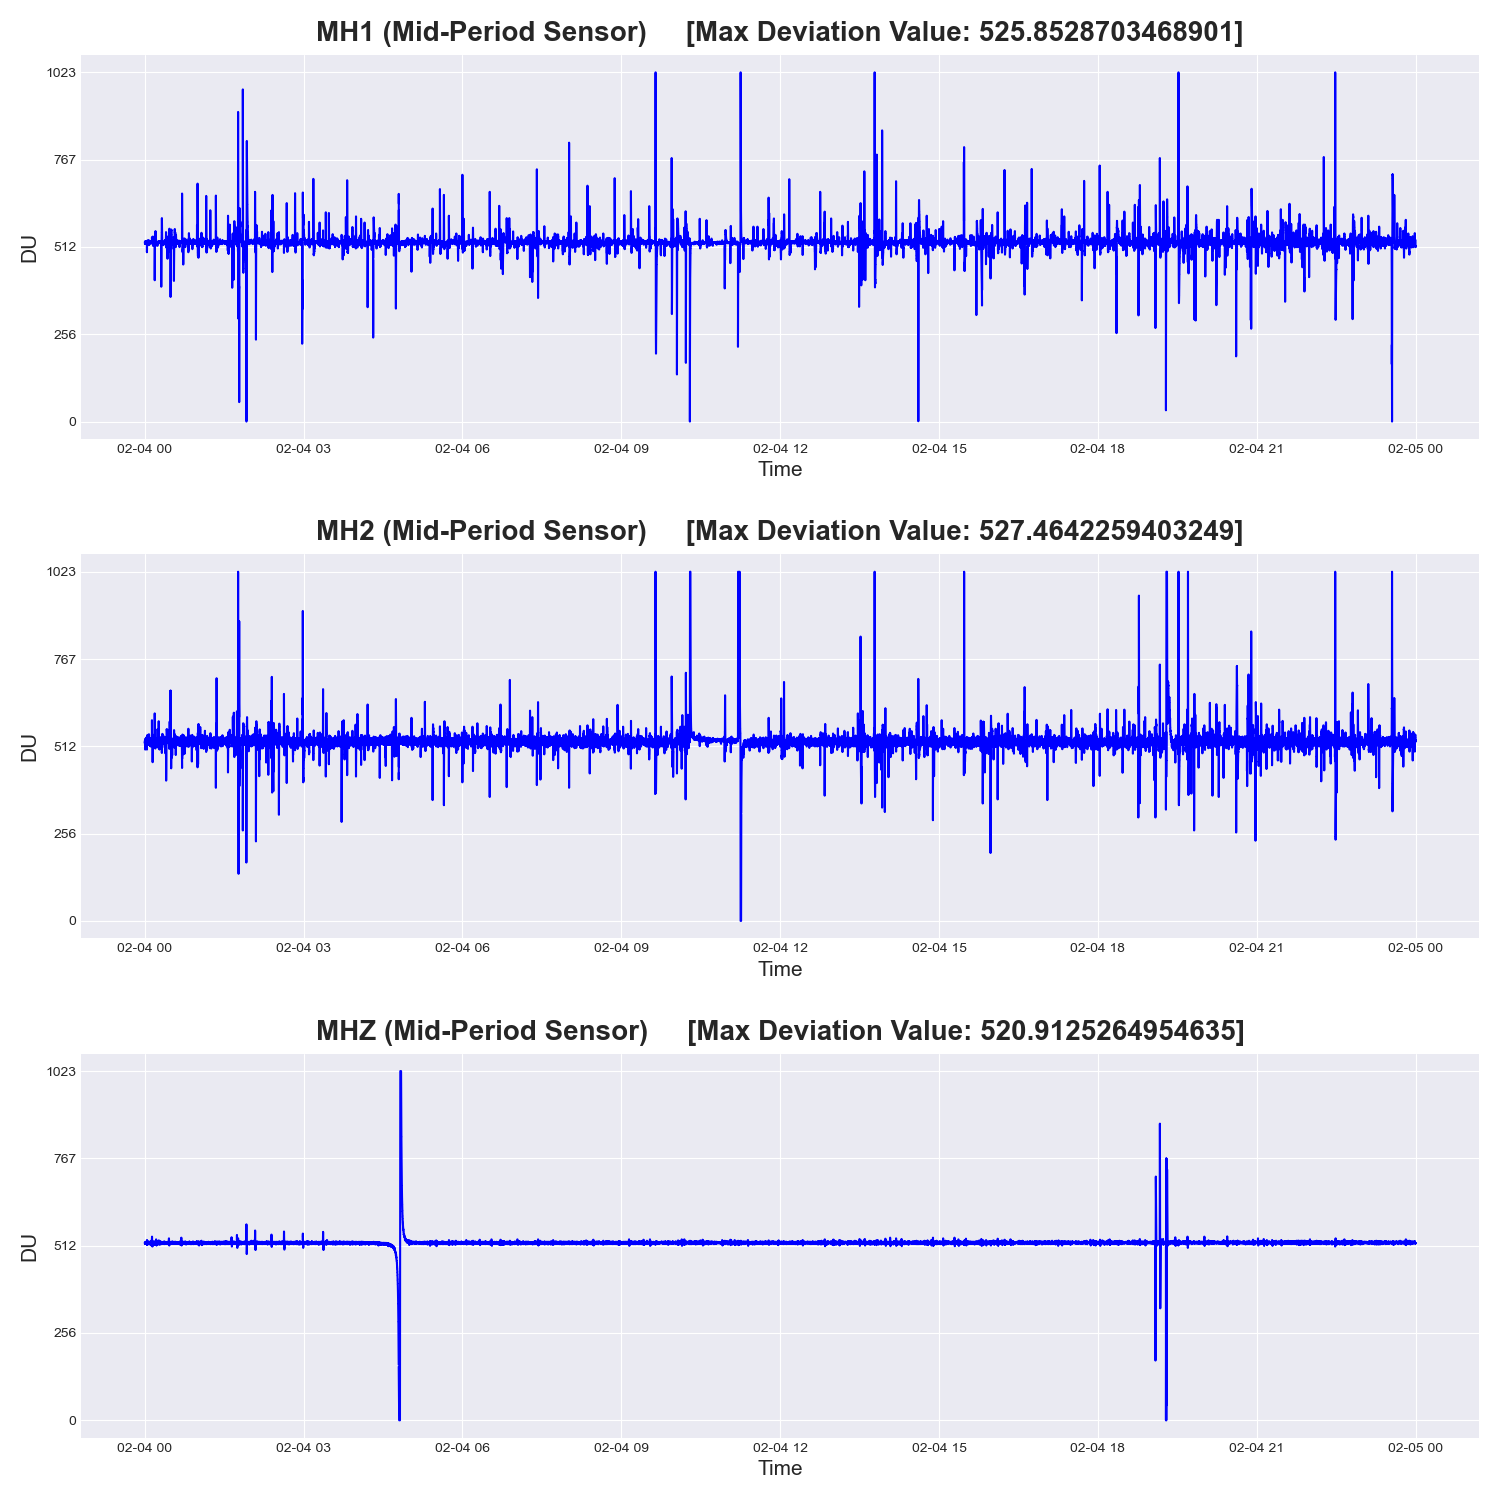 MH1 (Mid-Period Sensor) [Max Deviation Value: 525.8528703468901]
1023
767
512
256
0
DU
02-04 00 02-04 03 02-04 06 02-04 09 02-04 12 02-04 15 02-04 18 02-04 21 02-05 00
Time
MH2 (Mid-Period Sensor) [Max Deviation Value: 527.4642259403249]
1023
767
512
256
0
DU
02-04 00 02-04 03 02-04 06 02-04 09 02-04 12 02-04 15 02-04 18 02-04 21 02-05 00
Time
MHZ (Mid-Period Sensor) [Max Deviation Value: 520.9125264954635]
1023
767
512
256
0
DU
02-04 00 02-04 03 02-04 06 02-04 09 02-04 12 02-04 15 02-04 18 02-04 21 02-05 00
Time